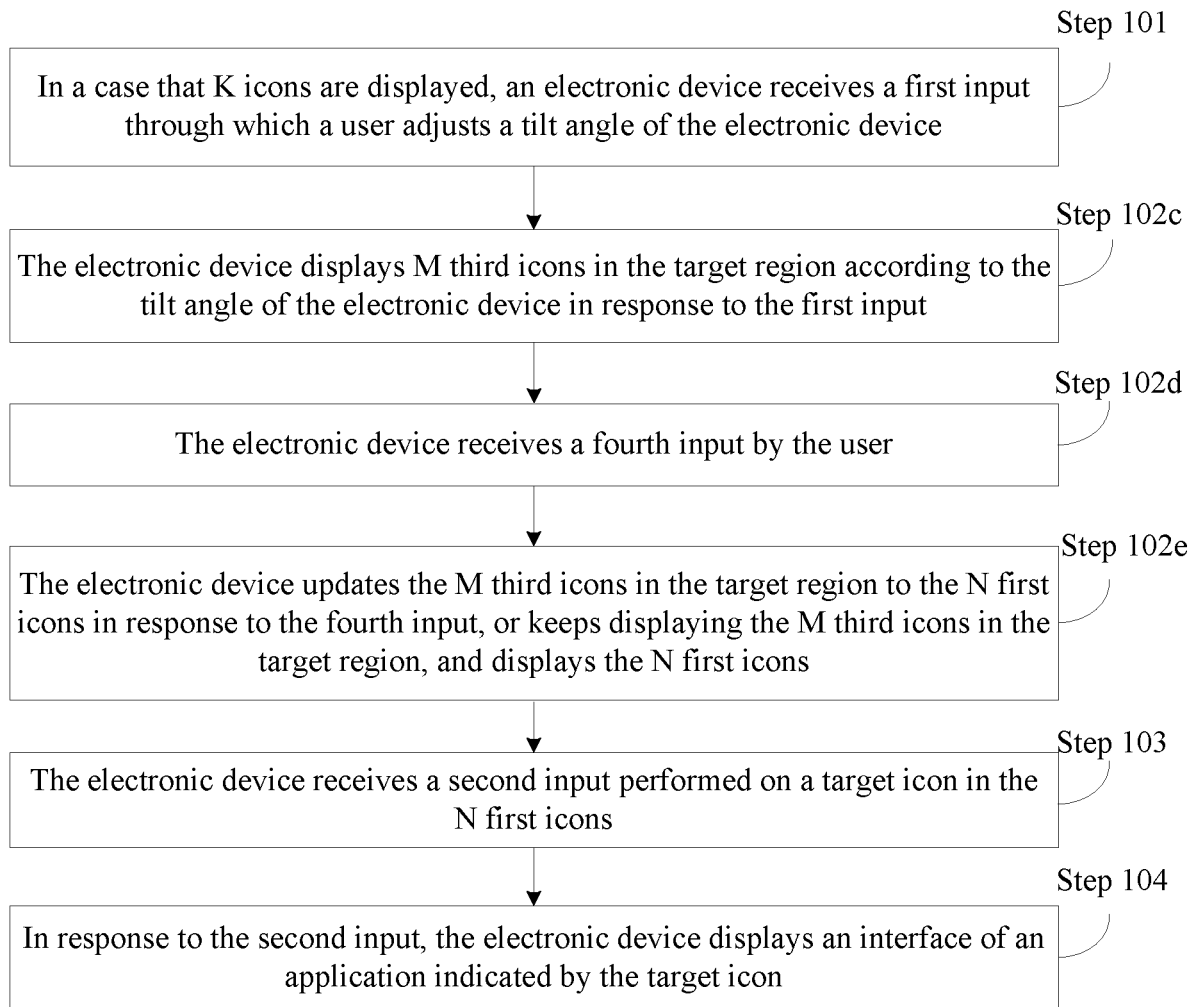 Step 101
In a case that K icons are displayed, an electronic device receives a first input
through which a user adjusts a tilt angle of the electronic device
Step 102c
The electronic device displays M third icons in the target region according to the
tilt angle of the electronic device in response to the first input
Step 102d
The electronic device receives a fourth input by the user
Step 102e
The electronic device updates the M third icons in the target region to the N first
icons in response to the fourth input, or keeps displaying the M third icons in the
target region, and displays the N first icons
Step 103
The electronic device receives a second input performed on a target icon in the
N first icons
Step 104
In response to the second input, the electronic device displays an interface of an
application indicated by the target icon